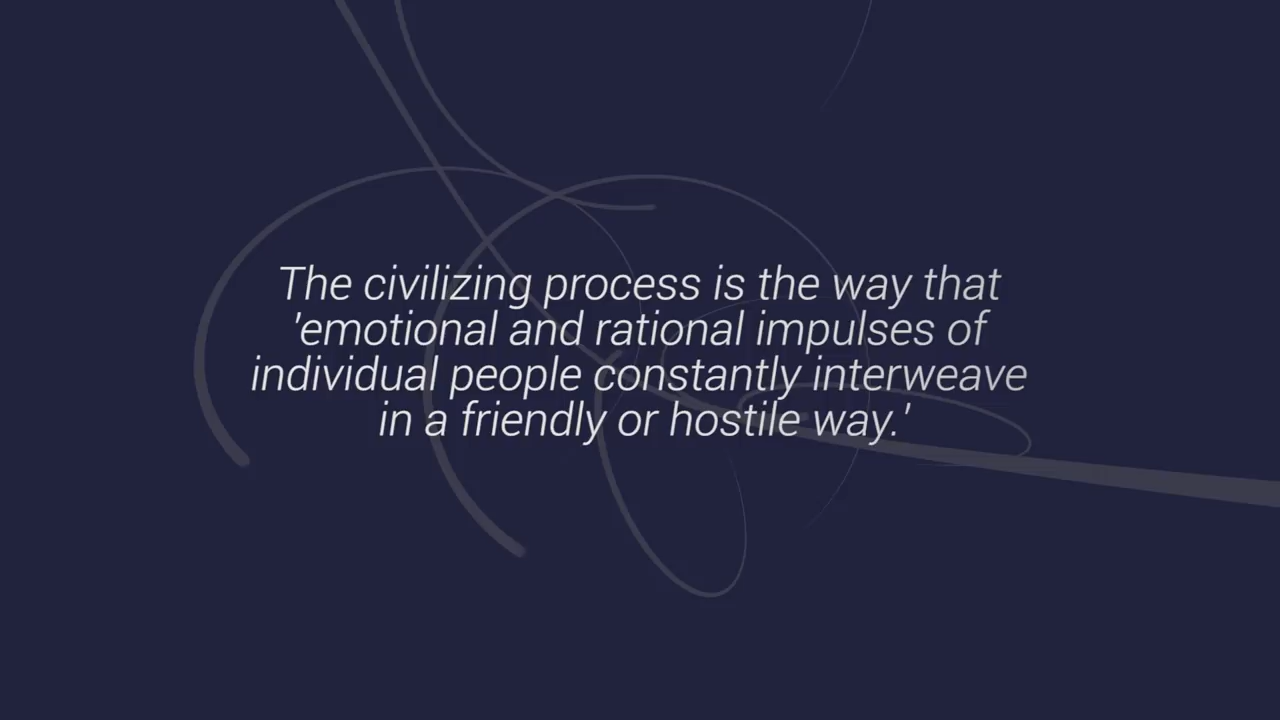 The civilizing process is the way that
'emotional and rational impulses of
individual people constantly interweave
in a friendly or hostile way.'